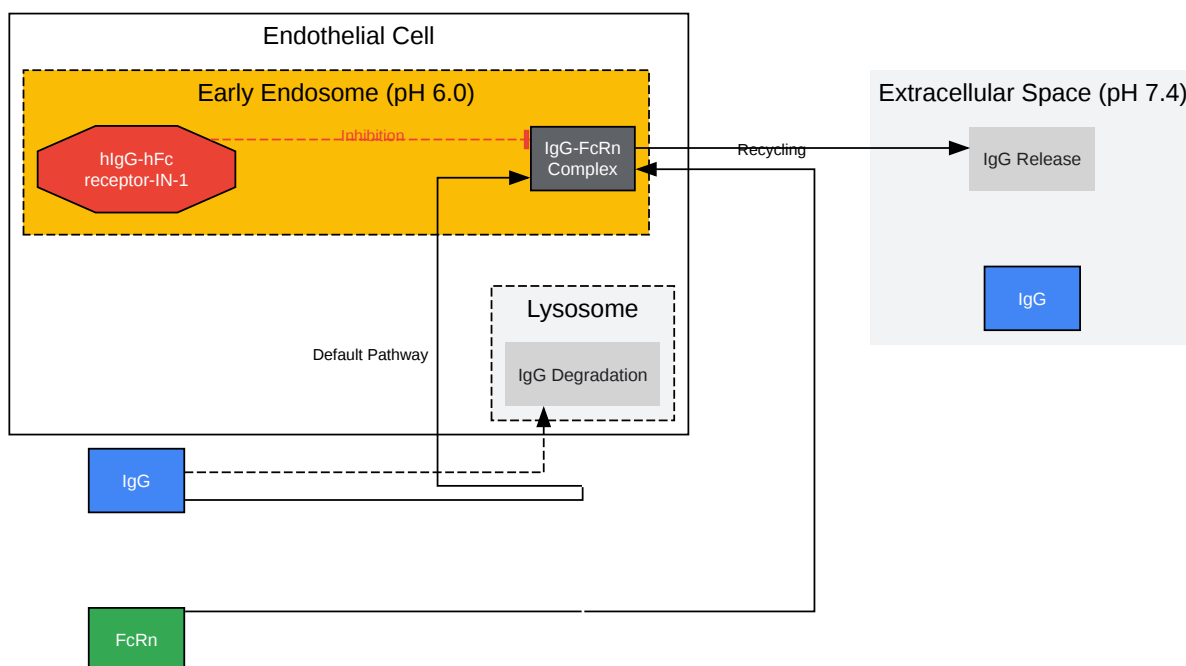 Endothelial Cell
Early Endosome (pH 6.0)
Extracellular Space (pH 7.4)
hIgG-hFc
receptor-IN-1
Inhibition
IgG-FcRn
Complex
Recycling
IgG Release
IgG
Lysosome
Default Pathway
IgG Degradation
IgG
FcRn